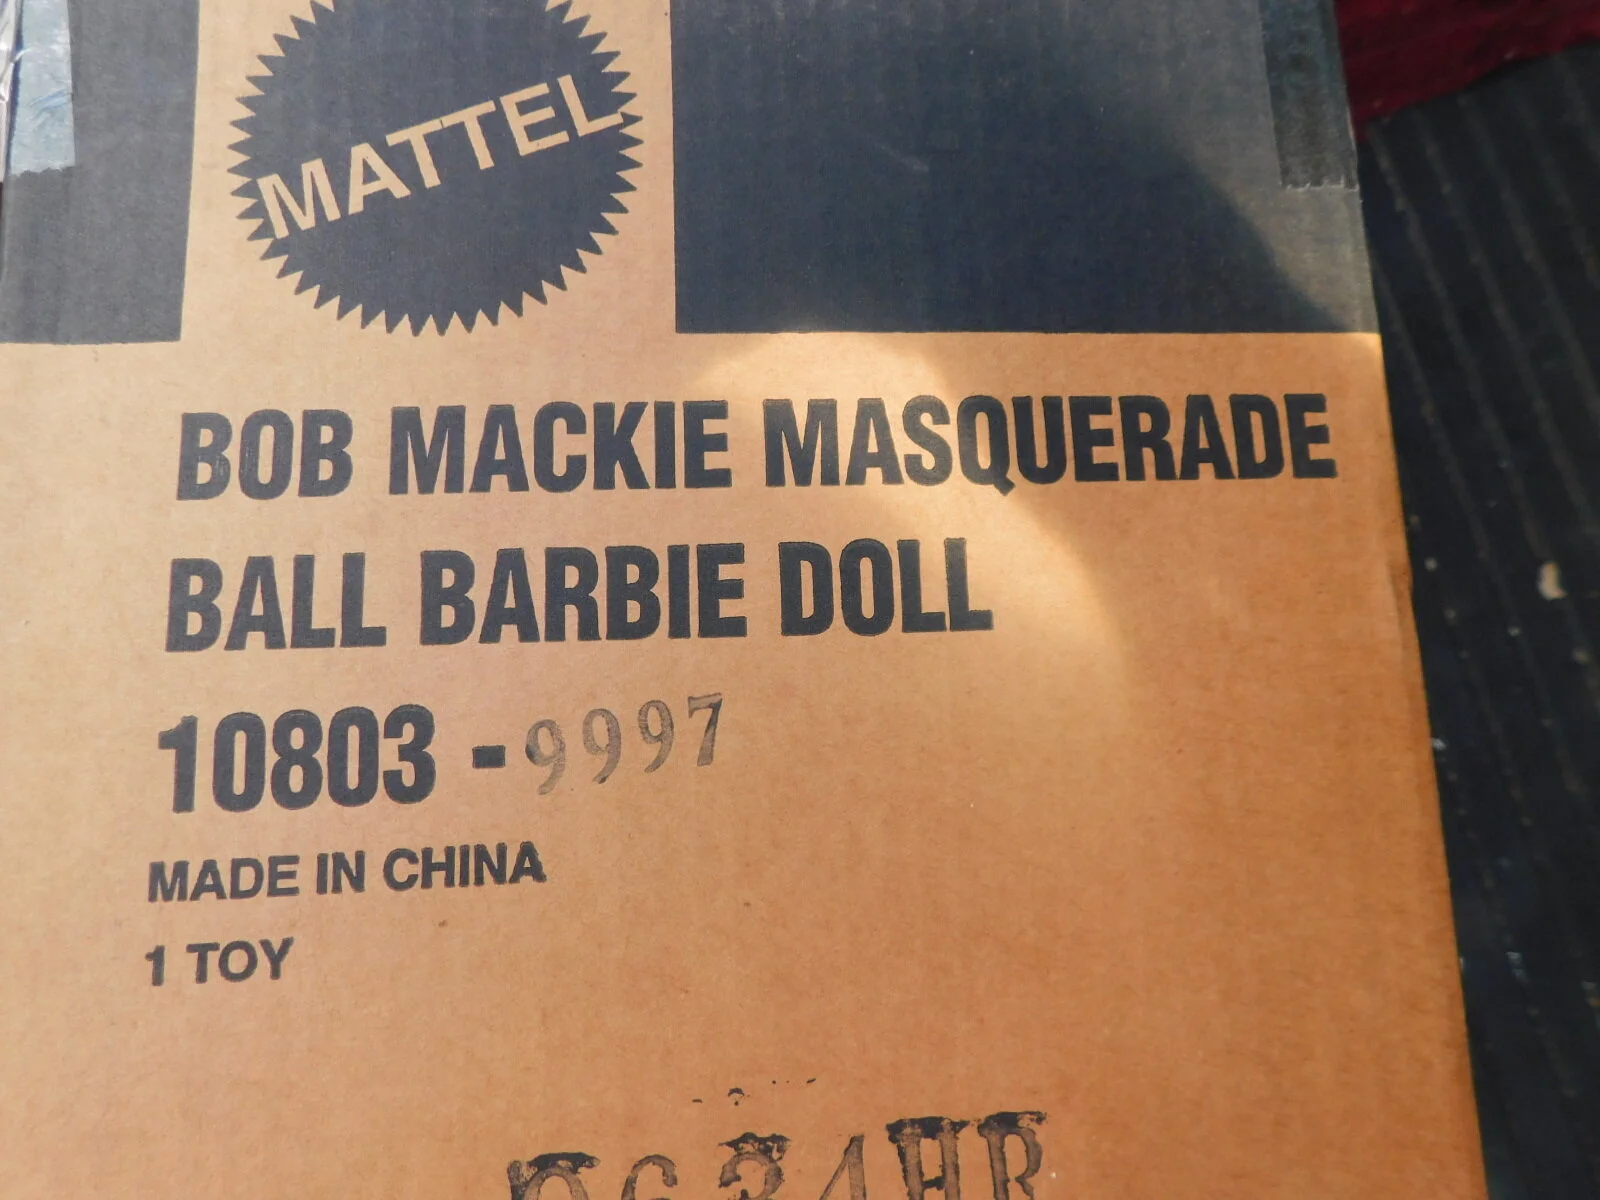 MATTEL
BOB MACKIE MASQUERADE
BALL BARBIE DOLL
10803 - 9997
MADE IN CHINA
1 TOY